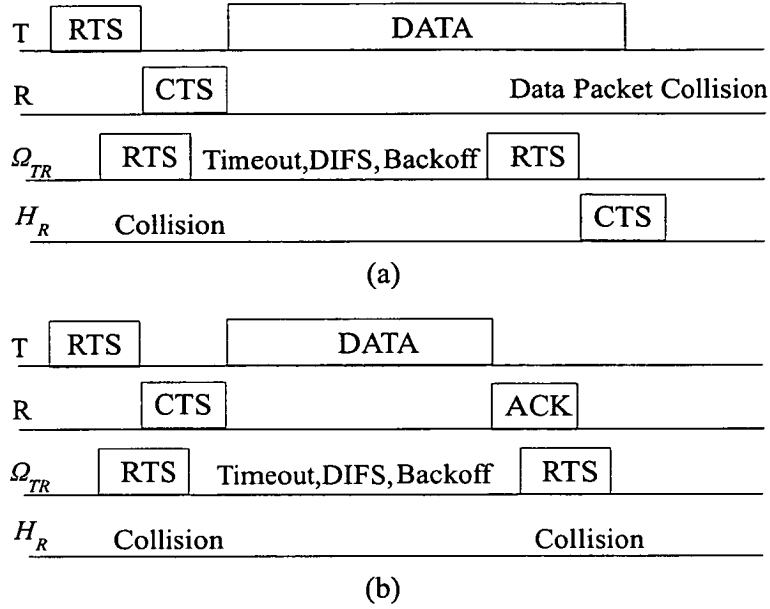 T RTS DATA
R CTS Data Packet Collision
Ω_TR RTS Timeout,DIFS,Backoff RTS
H_R Collision CTS
(a)
T RTS DATA
R CTS ACK
Ω_TR RTS Timeout,DIFS,Backoff RTS
H_R Collision Collision
(b)